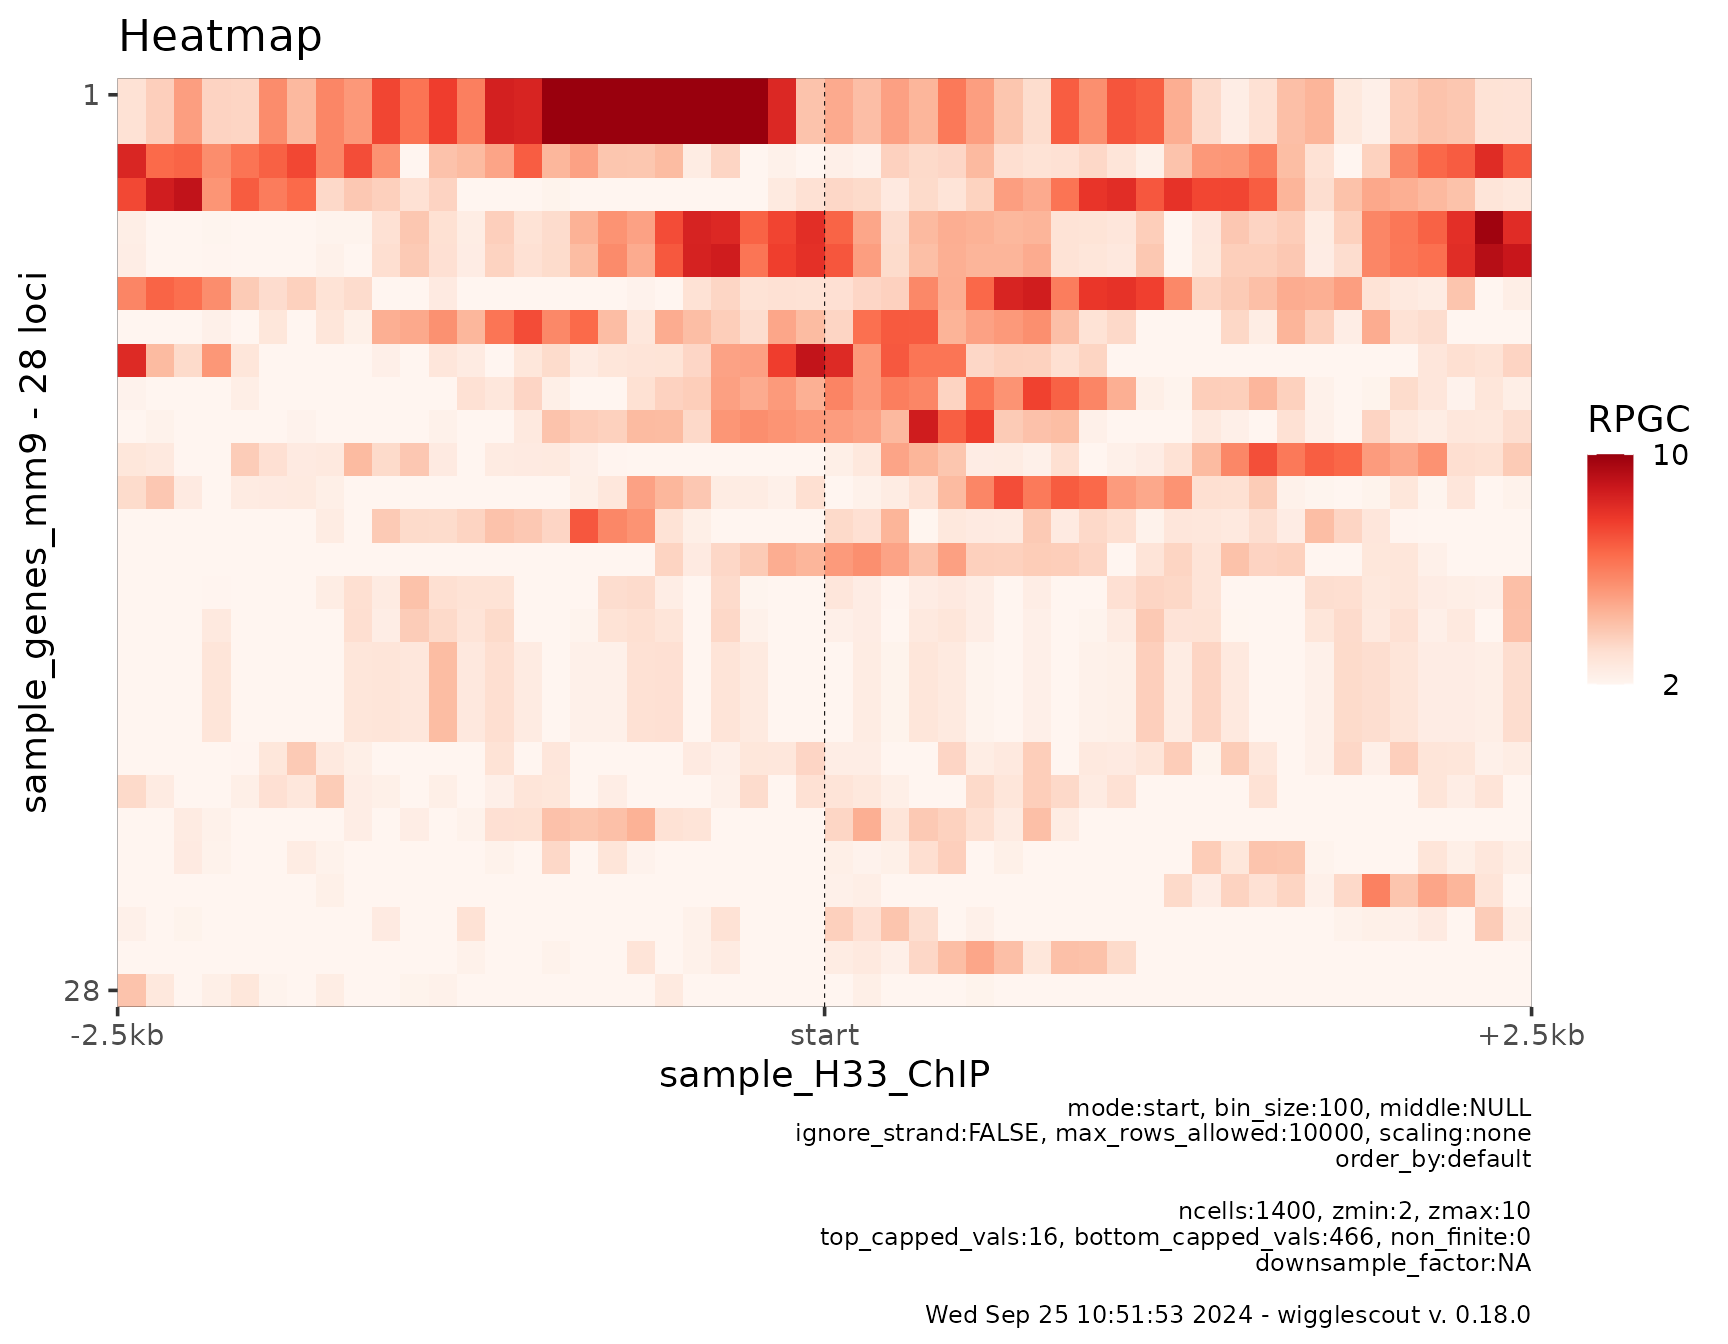 Heatmap
1
28
sample_genes_mm9 - 28 loci
-2.5kb
start
+2.5kb
sample_H33_ChIP
RPGC
10
2
mode:start, bin_size:100, middle:NULL
ignore_strand:FALSE, max_rows_allowed:10000, scaling:none
order_by:default
ncells:1400, zmin:2, zmax:10
top_capped_vals:16, bottom_capped_vals:466, non_finite:0
downsample_factor:NA
Wed Sep 25 10:51:53 2024 - wigglescout v. 0.18.0